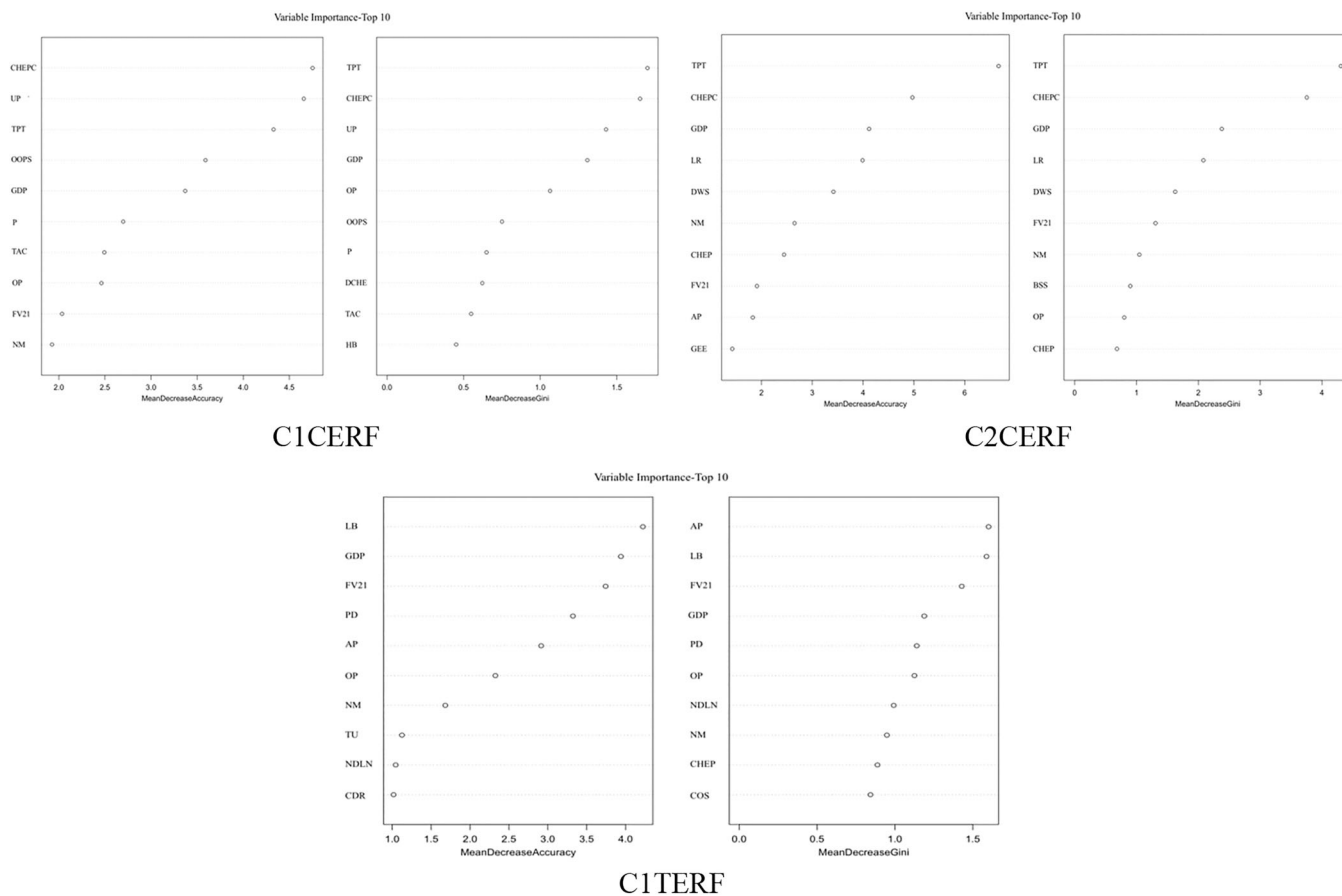 Variable Importance-Top 10
CHEPC
UP
TPT
OOPS
GDP
P
TAC
OP
FV21
NM
2.0 2.5 3.0 3.5 4.0 4.5
MeanDecreaseAccuracy
TPT
CHEPC
UP
GDP
OP
OOPS
P
DCHE
TAC
HB
0.0 0.5 1.0 1.5
MeanDecreaseGini
C1CERF
Variable Importance-Top 10
TPT
CHEPC
GDP
LR
DWS
NM
CHEP
FV21
AP
GEE
2 3 4 5 6
MeanDecreaseAccuracy
TPT
CHEPC
GDP
LR
DWS
FV21
NM
BSS
OP
CHEP
0 1 2 3 4
MeanDecreaseGini
C2CERF
Variable Importance-Top 10
LB
GDP
FV21
PD
AP
OP
NM
TU
NDLN
CDR
1.0 1.5 2.0 2.5 3.0 3.5 4.0
MeanDecreaseAccuracy
AP
LB
FV21
GDP
PD
OP
NDLN
NM
CHEP
COS
0.0 0.5 1.0 1.5
MeanDecreaseGini
C1TERF